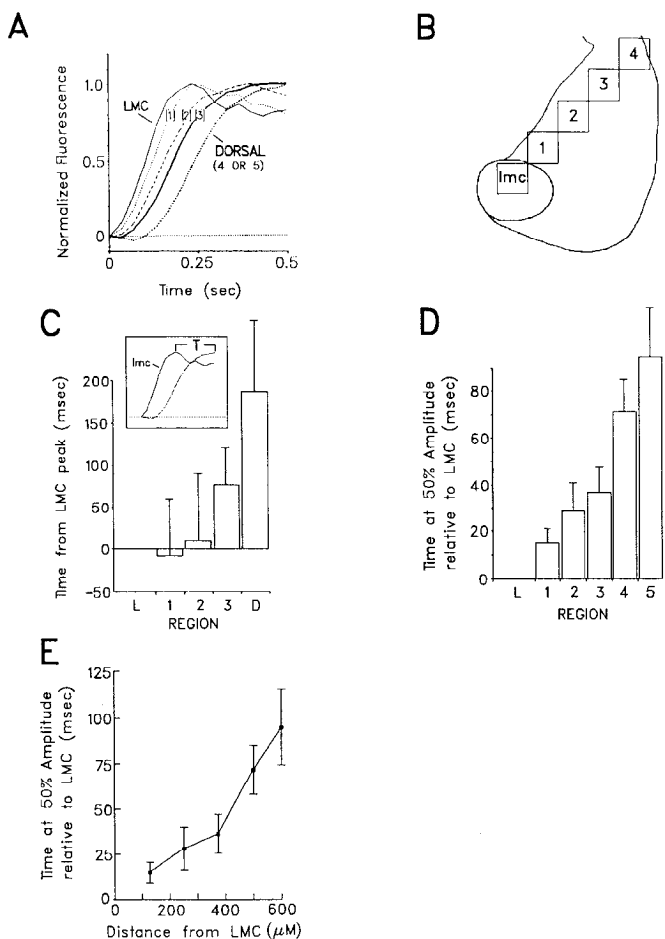 A
Normalized Fluorescence
1.0
0.5
0
LMC
1 2 3
DORSAL
(4 OR 5)
0 0.25 0.5
Time (sec)
B
4
3
2
1
lmc
C
Time from LMC peak (msec)
200
150
100
50
0
-50
lmc
T
L 1 2 3 D
REGION
D
Time at 50% Amplitude
relative to LMC (msec)
80
60
40
20
0
L 1 2 3 4 5
REGION
E
Time at 50% Amplitude
relative to LMC (msec)
125
100
75
50
25
0
0 200 400 600
Distance from LMC (μM)